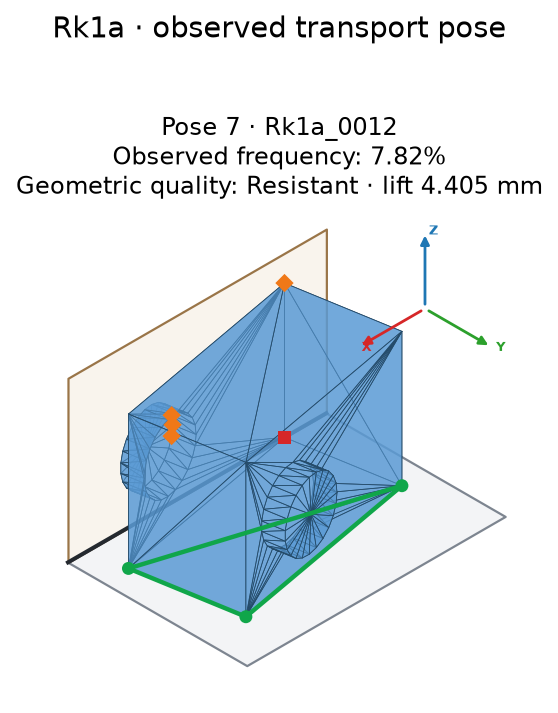 Rk1a · observed transport pose
Pose 7 · Rk1a_0012
Observed frequency: 7.82%
Geometric quality: Resistant · lift 4.405 mm
Z
X
Y